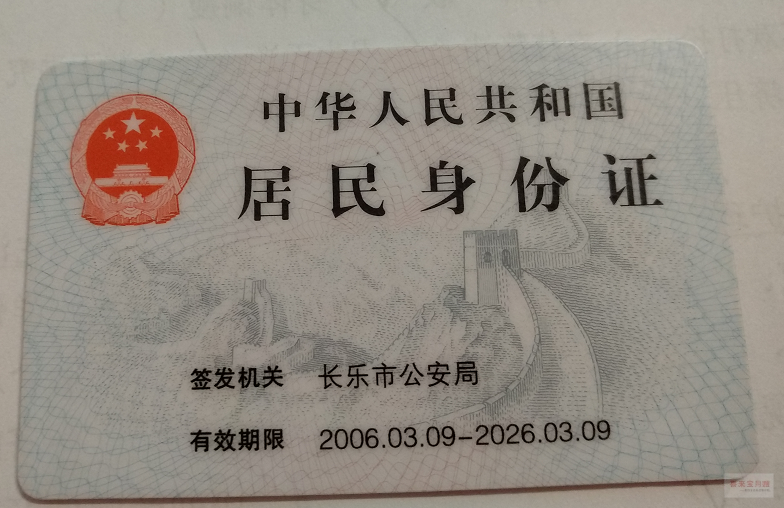 中华人民共和国
居民身份证
签发机关 长乐市公安局
有效期限 2006.03.09-2026.03.09